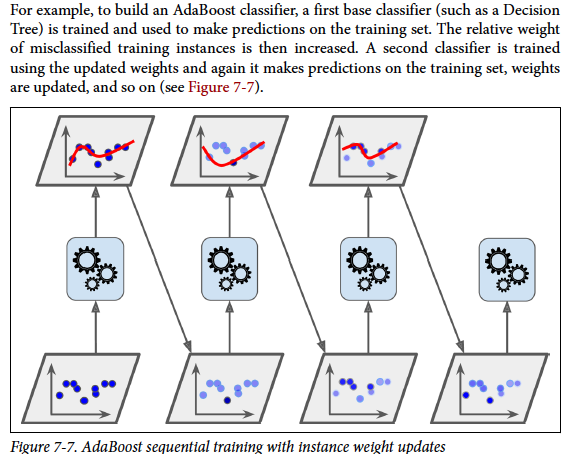 For example, to build an AdaBoost classifier, a first base classifier (such as a Decision
Tree) is trained and used to make predictions on the training set. The relative weight
of misclassified training instances is then increased. A second classifier is trained
using the updated weights and again it makes predictions on the training set, weights
are updated, and so on (see Figure 7-7).
Figure 7-7. AdaBoost sequential training with instance weight updates